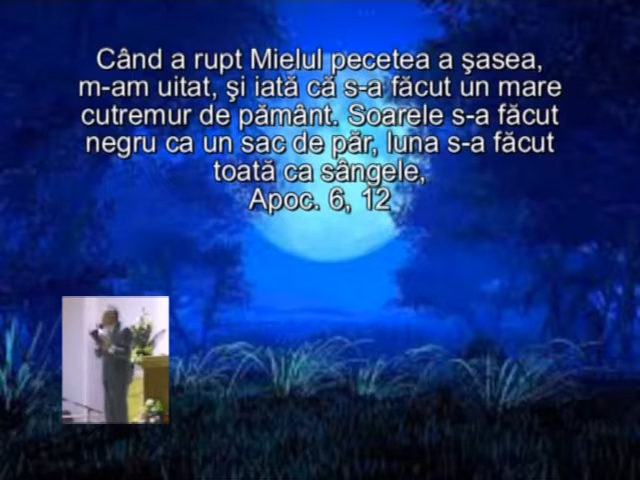 Când a rupt Mielul pecetea a şasea,
m-am uitat, şi iată că s-a făcut un mare
cutremur de pământ. Soarele s-a făcut
negru ca un sac de păr, luna s-a făcut
toată ca sângele,
Apoc. 6, 12